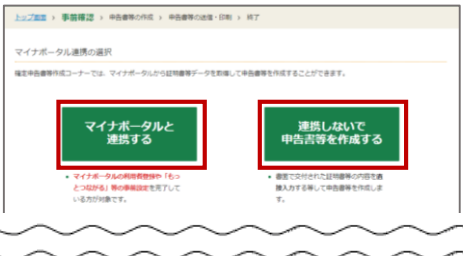 トップ画面 > 事前確認 > 申告書等の作成 > 申告書等の送信・印刷 > 終了
マイナポータル連携の選択
確定申告書等作成コーナーでは、マイナポータルから証明書等データを取得して申告書等を作成することができます。
マイナポータルと
連携する
連携しないで
申告書等を作成する
• マイナポータルの利用者登録や「もっ
とつながる」等の事前設定を完了して
いる方が対象です。
• 書面で交付された証明書等の内容を直
接入力する等して申告書等を作成しま
す。